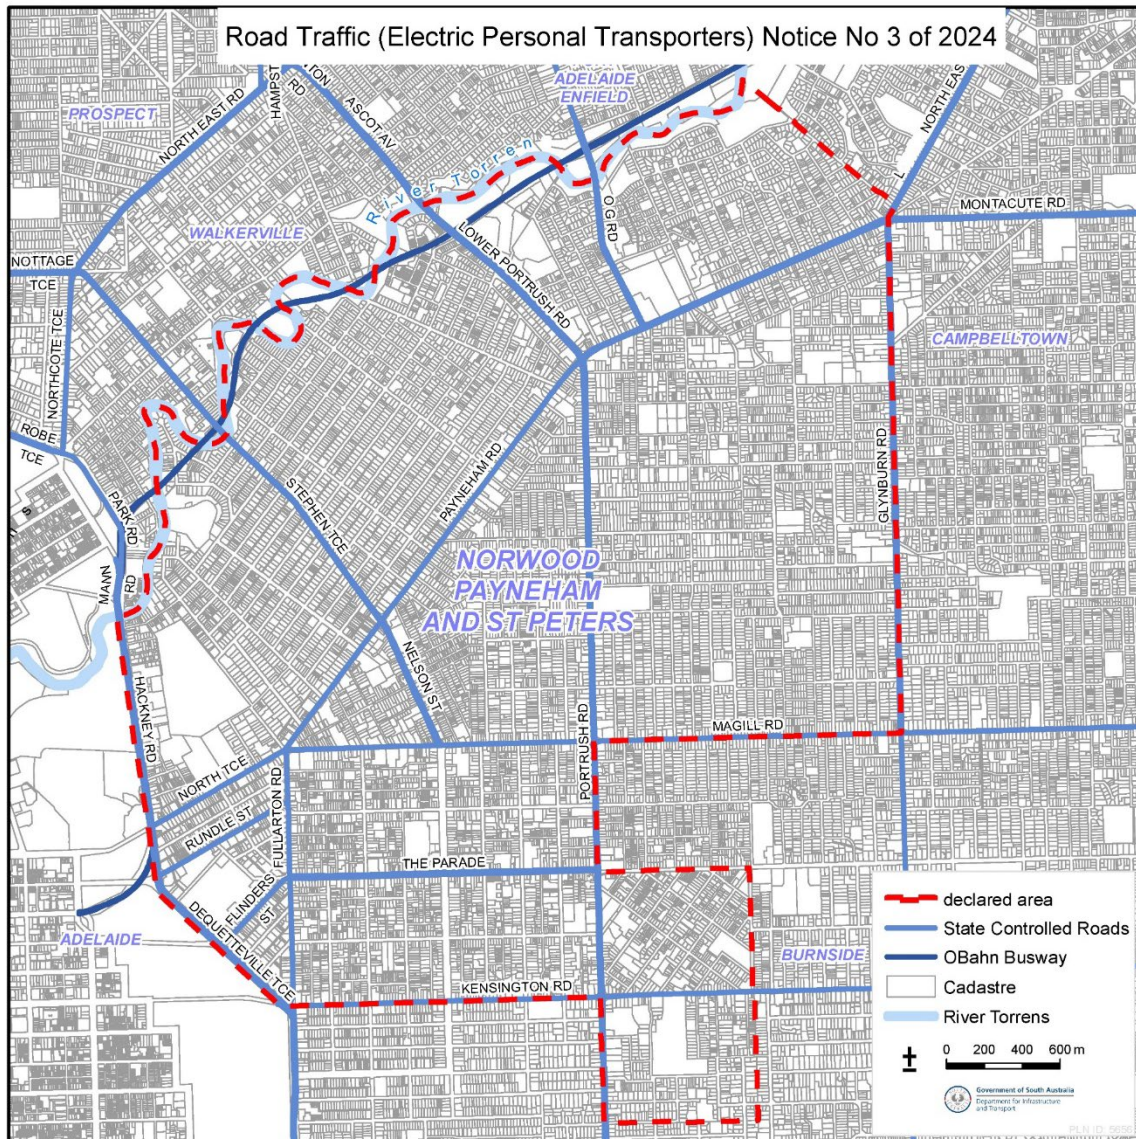 Road Traffic (Electric Personal Transporters) Notice No 3 of 2024
PROSPECT
NORTH EAST RD
HAMPST
RD
TON
ASCOT AV
ADELAIDE
ENFIELD
NORTH EAS
L
River Torren
WALKERVILLE
O G RD
MONTACUTE RD
NOTTAGE
TCE
LOWER PORTRUSH RD
NORTHCOTE TCE
CAMPBELLTOWN
ROBE
TCE
PAYNEHAM RD
GLYNBURN RD
PARK RD
STEPHEN TCE
NORWOOD
PAYNEHAM
AND ST PETERS
MANN
RD
NELSON ST
HACKNEY RD
PORTRUSH RD
MAGILL RD
NORTH TCE
FULLARTON RD
RUNDLE ST
THE PARADE
FLINDERS
ST
DEQUETTEVILLE TCE
ADELAIDE
BURNSIDE
KENSINGTON RD
declared area
State Controlled Roads
OBahn Busway
Cadastre
River Torrens
±
0 200 400 600 m
Government of South Australia
Department for Infrastructure
and Transport